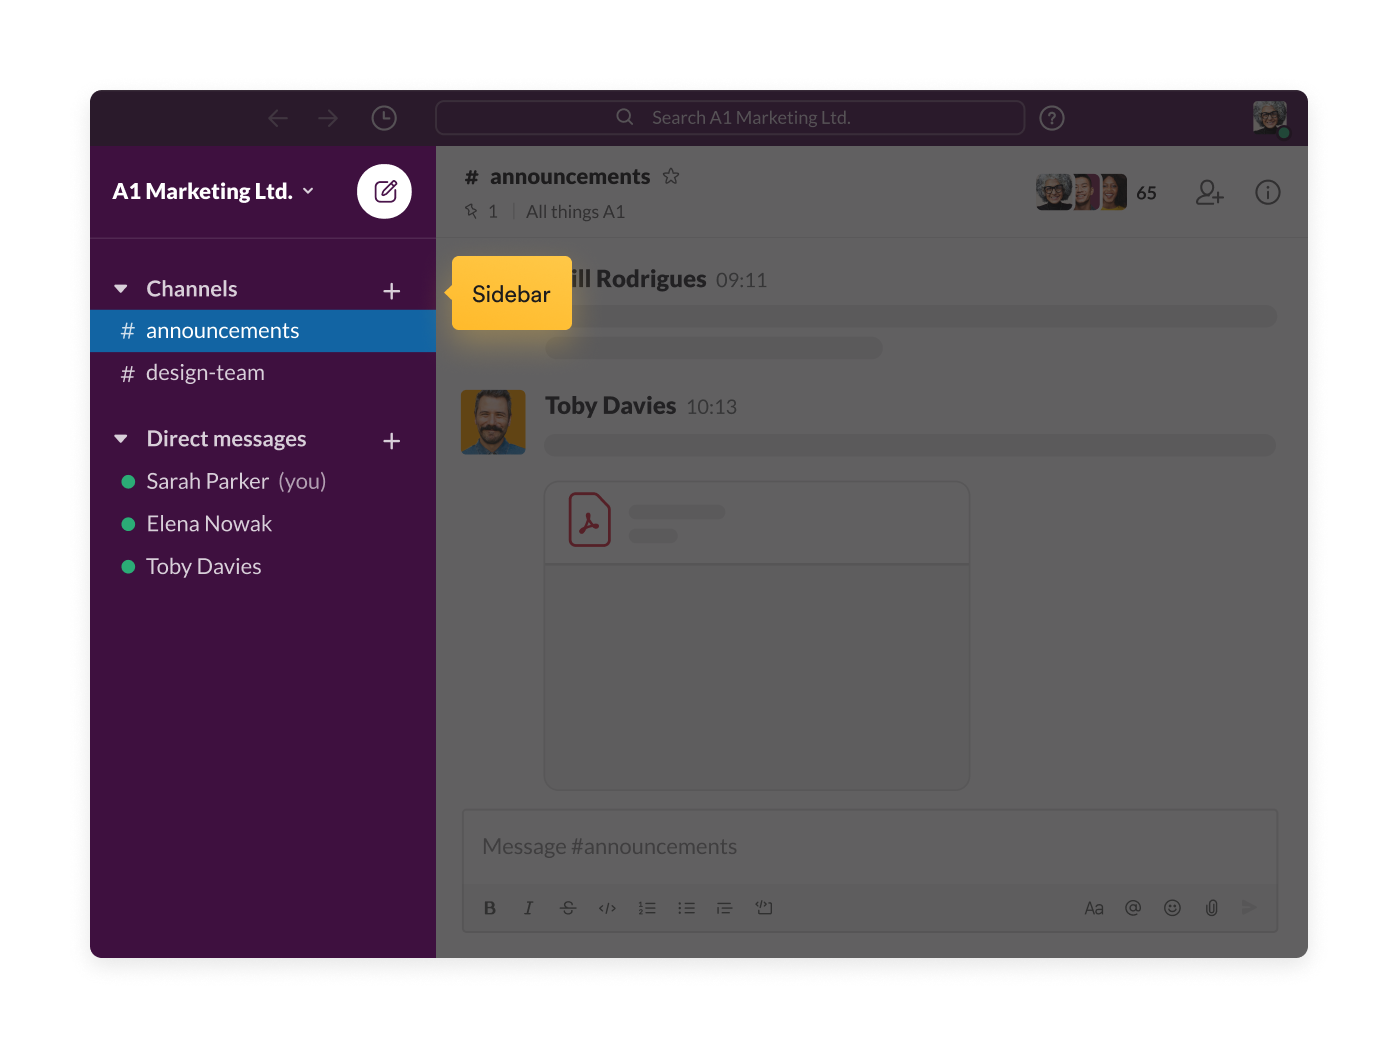 Search A1 Marketing Ltd.
A1 Marketing Ltd.
Channels
# announcements
# design-team
Direct messages
Sarah Parker (you)
Elena Nowak
Toby Davies
Sidebar
# announcements
1 | All things A1
65
Rodrigues 09:11
Toby Davies 10:13
Message #announcements
B I S </> Aa @